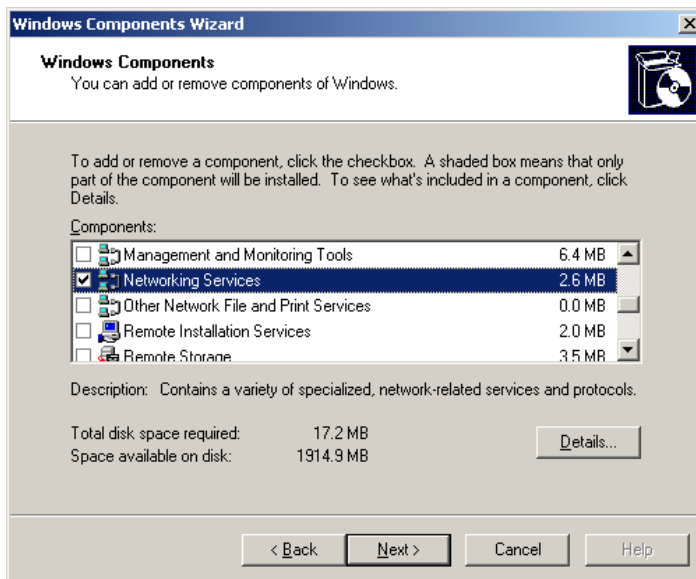 Windows Components Wizard
Windows Components
You can add or remove components of Windows.
To add or remove a component, click the checkbox. A shaded box means that only
part of the component will be installed. To see what's included in a component, click
Details.
Components:
Management and Monitoring Tools 6.4 MB
Networking Services 2.6 MB
Other Network File and Print Services 0.0 MB
Remote Installation Services 2.0 MB
Remote Storage 3.5 MB
Description: Contains a variety of specialized, network-related services and protocols.
Total disk space required: 17.2 MB
Space available on disk: 1914.9 MB
Details...
< Back Next > Cancel Help